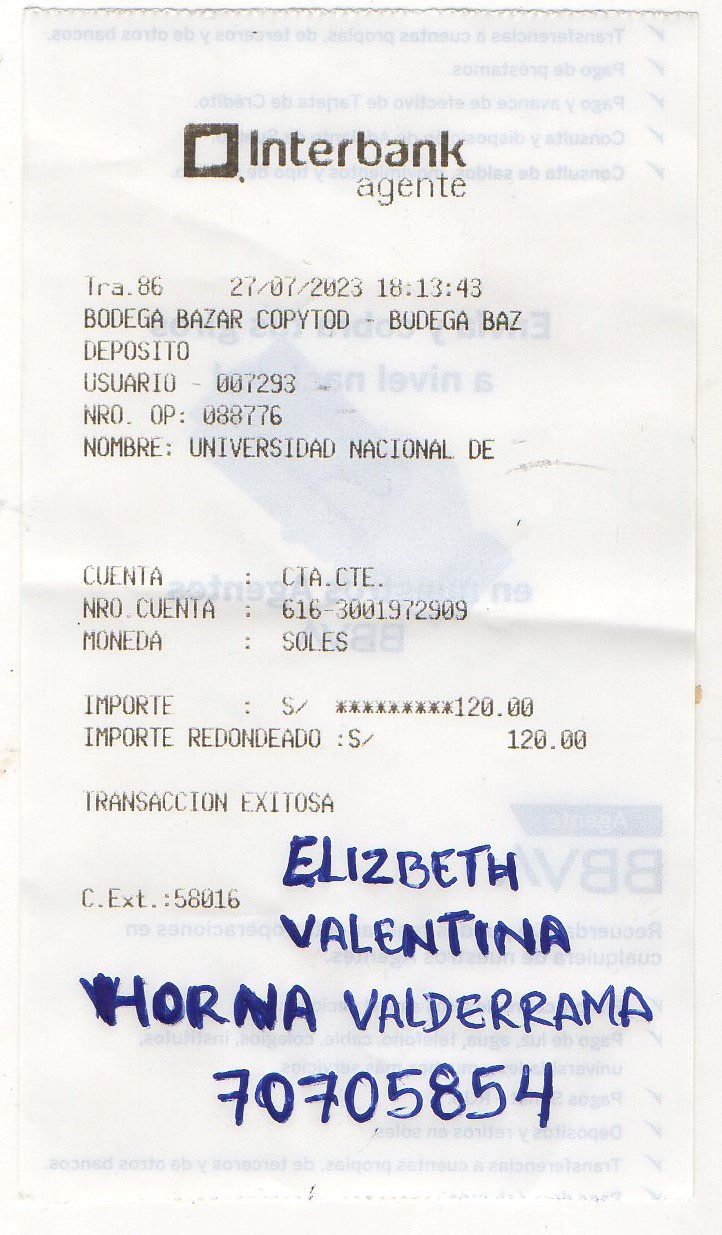 Interbank
agente
Tra.86 27/07/2023 18:13:43
BODEGA BAZAR COPYTOD - BODEGA BAZ
DEPOSITO
USUARIO - 007293 -
NRO. OP: 088776
NOMBRE: UNIVERSIDAD NACIONAL DE
CUENTA : CTA.CTE.
NRO.CUENTA : 616-3001972909
MONEDA : SOLES
IMPORTE : S/ *********120.00
IMPORTE REDONDEADO :S/ 120.00
TRANSACCION EXITOSA
C.Ext.:58016
ELIZBETH
VALENTINA
HORNA VALDERRAMA
70705854